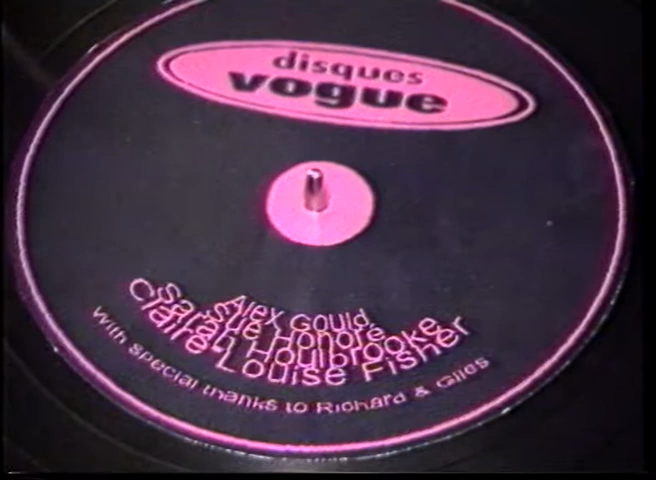 disques
vogue
Alex Gould
Sue Honore
Sarah Houlbrooke
Claire Louise Fisher
With special thanks to Richard & Giles